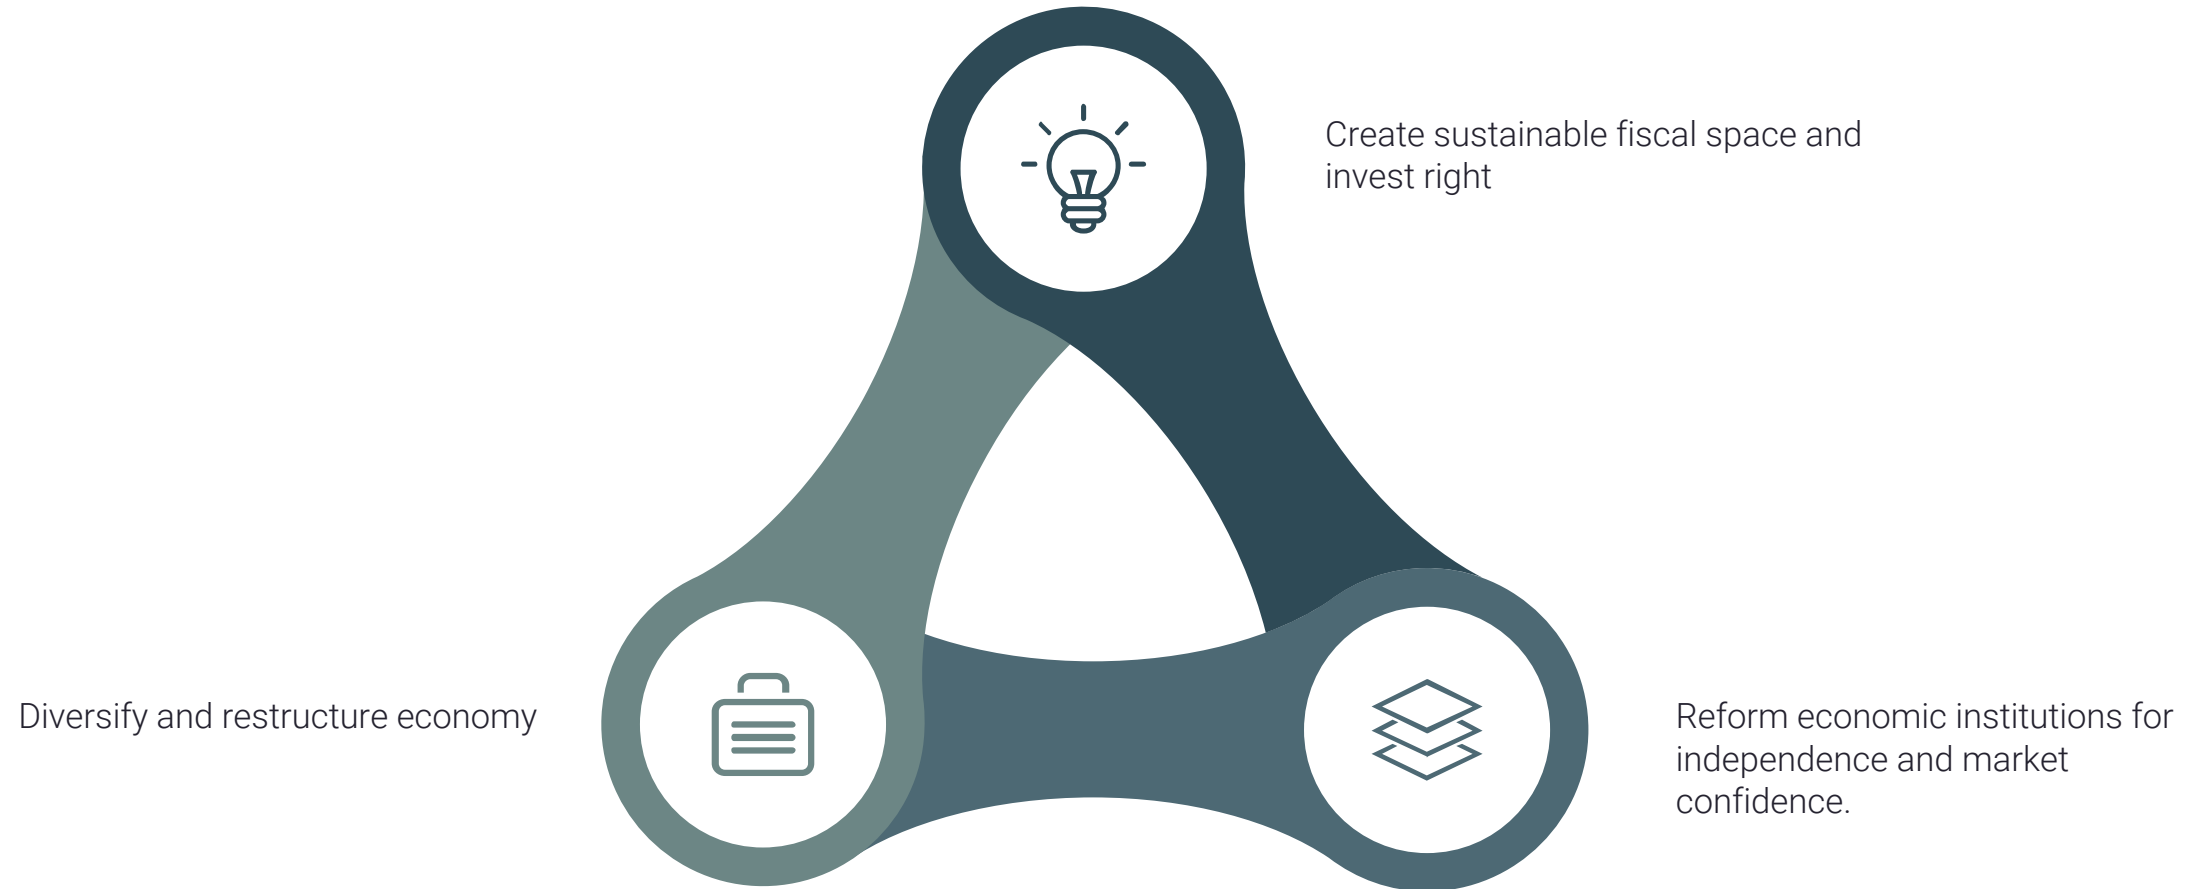 Create sustainable fiscal space and
invest right
Diversify and restructure economy
Reform economic institutions for
independence and market
confidence.